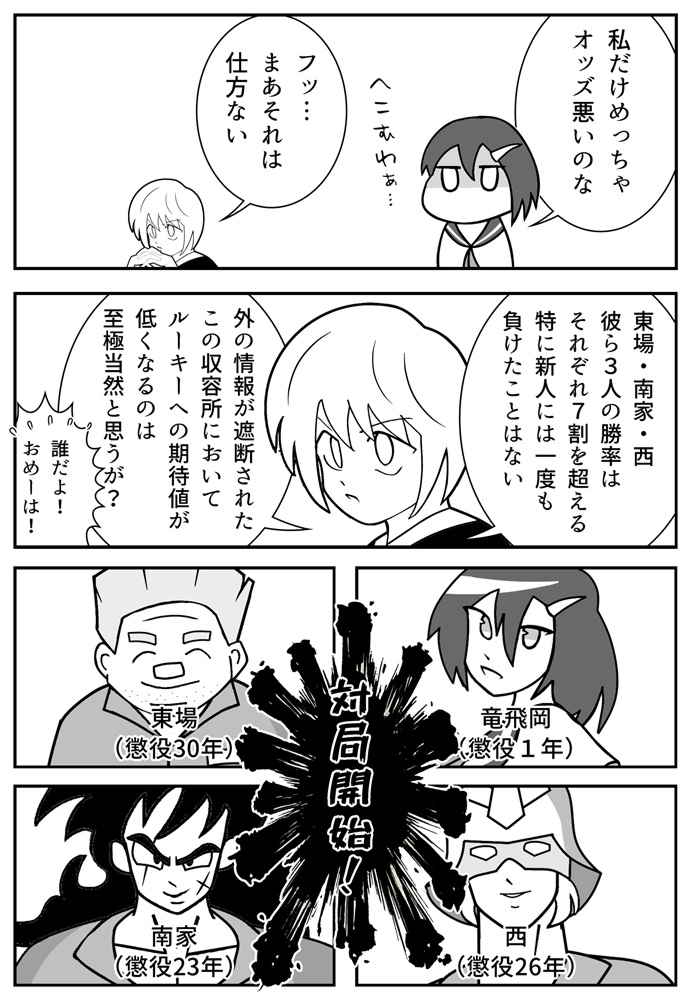 私だけめっちゃ
オッズ悪いのな
へこむわぁ…
フッ…
まあそれは
仕方ない
東場・南家・西
彼ら３人の勝率は
それぞれ７割を超える
特に新人には一度も
負けたことはない
外の情報が遮断された
この収容所において
ルーキーへの期待値が
低くなるのは
至極当然と思うが？
誰だよ！
おめーは！
対局開始！
竜飛岡
（懲役１年）
東場
（懲役30年）
西
（懲役26年）
南家
（懲役23年）